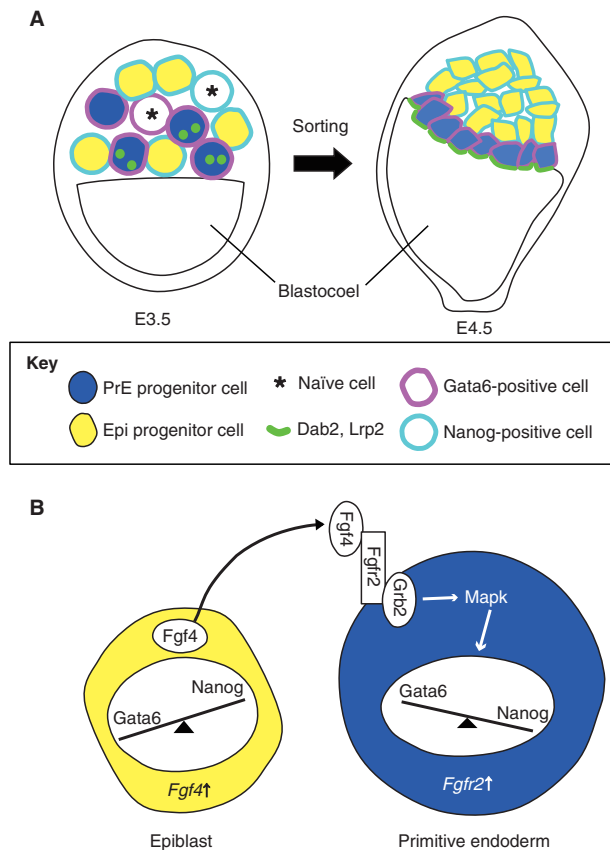 A
Sorting
Blastocoel
E3.5
E4.5
Key
PrE progenitor cell
* Naïve cell
Gata6-positive cell
Epi progenitor cell
Dab2, Lrp2
Nanog-positive cell
B
Fgf4
Fgfr2
Grb2
Mapk
Fgf4
Nanog
Gata6
Gata6
Nanog
Fgf4↑
Fgfr2↑
Epiblast
Primitive endoderm